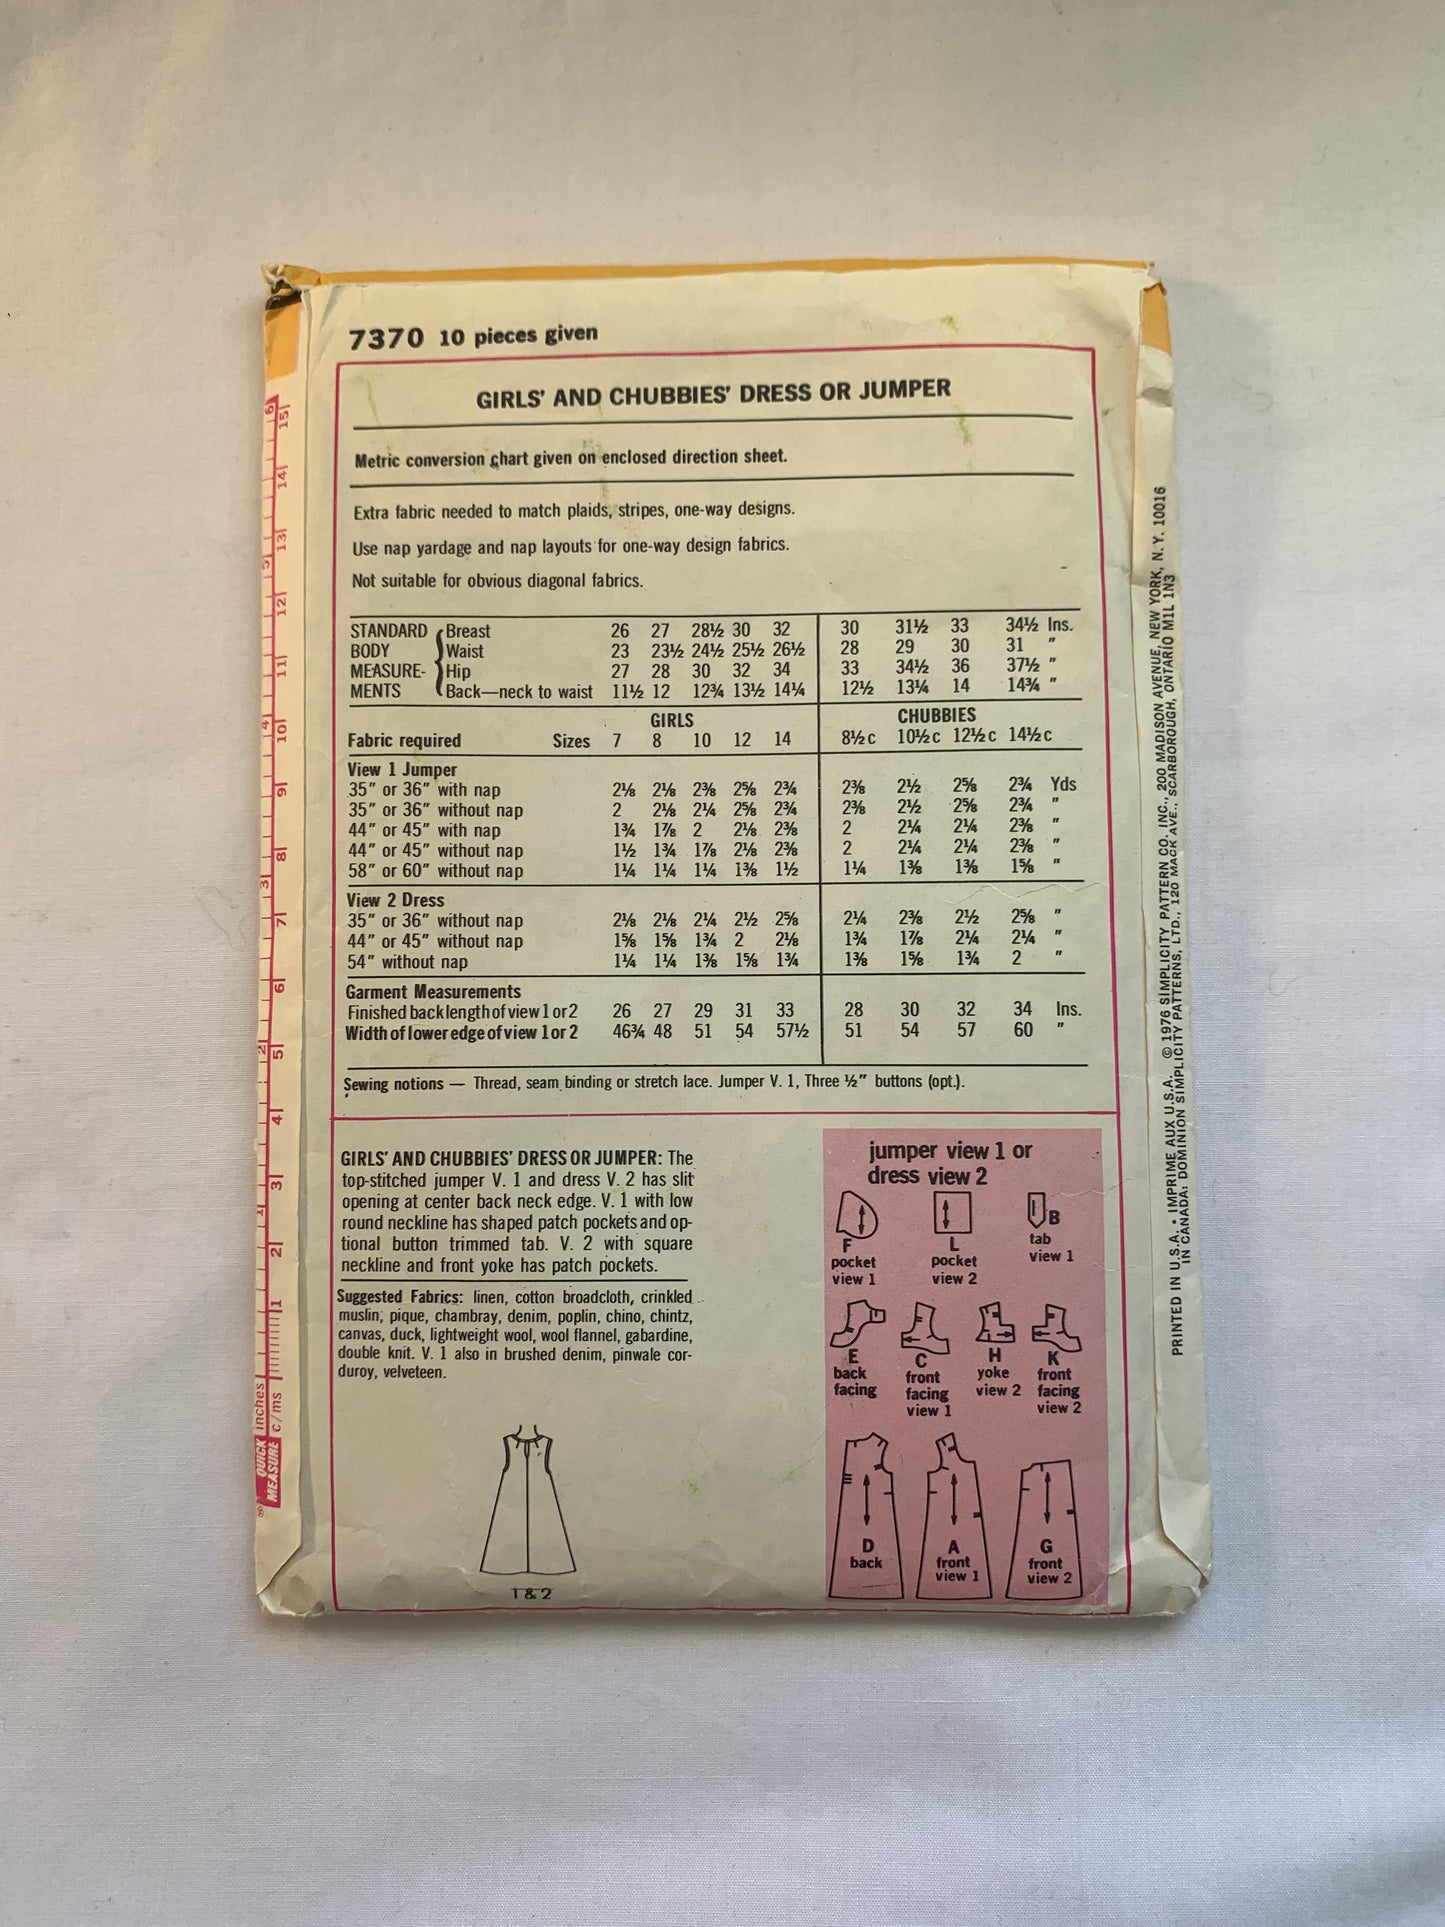 7370 10 pieces given
GIRLS' AND CHUBBIES' DRESS OR JUMPER
Metric conversion chart given on enclosed direction sheet.
Extra fabric needed to match plaids, stripes, one-way designs.
Use nap yardage and nap layouts for one-way design fabrics.
Not suitable for obvious diagonal fabrics.
STANDARD Breast 26 27 28½ 30 32 30 31½ 33 34½ Ins.
BODY Waist 23 23½ 24½ 25½ 26½ 28 29 30 31 "
MEASURE- Hip 27 28 30 32 34 33 34½ 36 37½ "
MENTS Back—neck to waist 11½ 12 12¾ 13½ 14¼ 12½ 13¼ 14 14¾ "
GIRLS CHUBBIES
Fabric required Sizes 7 8 10 12 14 8½c 10½c 12½c 14½c
View 1 Jumper
35" or 36" with nap 2⅛ 2⅛ 2⅜ 2⅝ 2¾ 2⅜ 2½ 2⅝ 2¾ Yds
35" or 36" without nap 2 2⅛ 2¼ 2⅝ 2¾ 2⅜ 2½ 2⅝ 2¾ "
44" or 45" with nap 1¾ 1⅞ 2 2⅛ 2⅜ 2 2¼ 2¼ 2⅜ "
44" or 45" without nap 1½ 1¾ 1⅞ 2⅛ 2⅜ 2 2¼ 2¼ 2⅜ "
58" or 60" without nap 1¼ 1¼ 1¼ 1⅜ 1½ 1¼ 1⅜ 1⅜ 1⅝ "
View 2 Dress
35" or 36" without nap 2⅛ 2⅛ 2¼ 2½ 2⅝ 2¼ 2⅜ 2½ 2⅝ "
44" or 45" without nap 1⅝ 1⅝ 1¾ 2 2⅛ 1¾ 1⅞ 2¼ 2¼ "
54" without nap 1¼ 1¼ 1⅜ 1⅝ 1¾ 1⅜ 1⅝ 1¾ 2 "
Garment Measurements
Finished back length of view 1 or 2 26 27 29 31 33 28 30 32 34 Ins.
Width of lower edge of view 1 or 2 46¾ 48 51 54 57½ 51 54 57 60 "
Sewing notions — Thread, seam binding or stretch lace. Jumper V. 1, Three ½" buttons (opt.).
GIRLS' AND CHUBBIES' DRESS OR JUMPER: The
top-stitched jumper V. 1 and dress V. 2 has slit
opening at center back neck edge. V. 1 with low
round neckline has shaped patch pockets and op-
tional button trimmed tab. V. 2 with square
neckline and front yoke has patch pockets.
Suggested Fabrics: linen, cotton broadcloth, crinkled
muslin, pique, chambray, denim, poplin, chino, chintz,
canvas, duck, lightweight wool, wool flannel, gabardine,
double knit. V. 1 also in brushed denim, pinwale cor-
duroy, velveteen.
1 & 2
jumper view 1 or
dress view 2
F
pocket
view 1
L
pocket
view 2
B
tab
view 1
E
back
facing
C
front
facing
view 1
H
yoke
view 2
K
front
facing
view 2
D
back
A
front
view 1
G
front
view 2
PRINTED IN U.S.A. • IMPRIME AUX U.S.A. © 1976 SIMPLICITY PATTERN CO. INC., 200 MADISON AVENUE, NEW YORK, N.Y. 10016
IN CANADA: DOMINION SIMPLICITY PATTERNS, LTD., 120 MACK AVE., SCARBOROUGH, ONTARIO M1L 1N3
QUICK inches 1 2 3 4 5 6
MEASURE c/ms 1 2 3 4 5 6 7 8 9 10 11 12 13 14 15
®